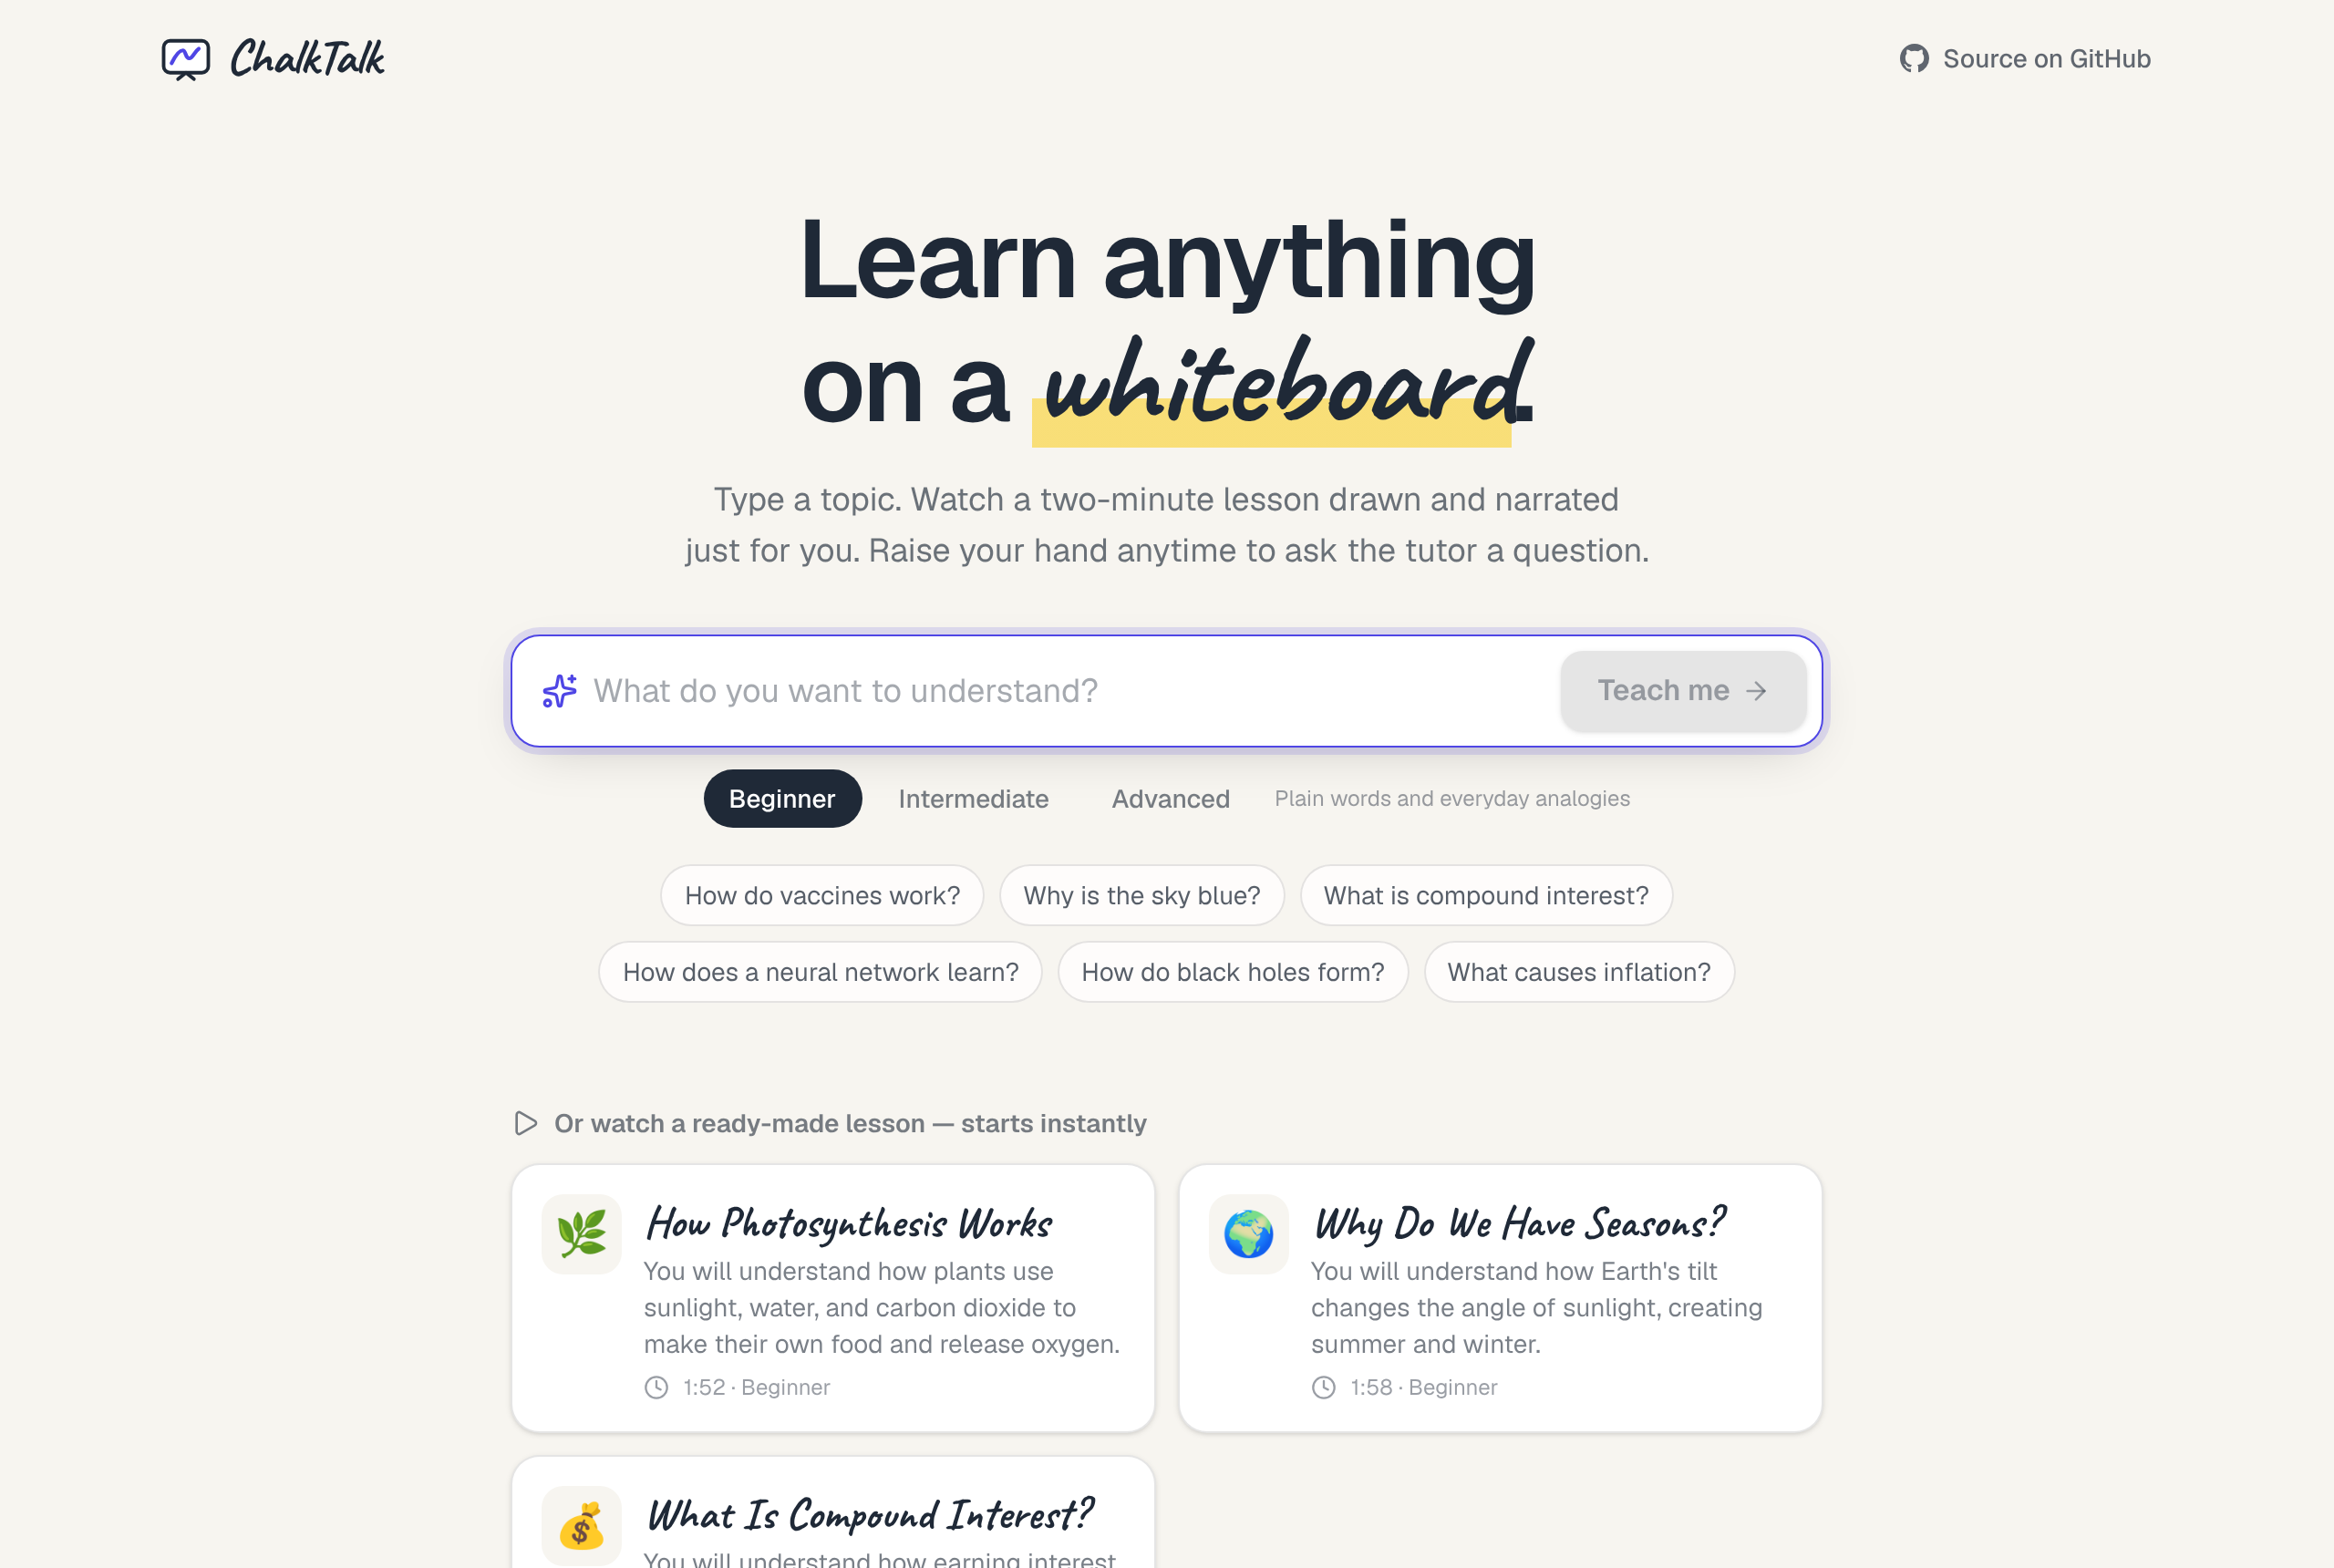 ChalkTalk
Source on GitHub
Learn anything
on a whiteboard.
Type a topic. Watch a two-minute lesson drawn and narrated
just for you. Raise your hand anytime to ask the tutor a question.
What do you want to understand?
Teach me →
Beginner
Intermediate
Advanced
Plain words and everyday analogies
How do vaccines work?
Why is the sky blue?
What is compound interest?
How does a neural network learn?
How do black holes form?
What causes inflation?
Or watch a ready-made lesson — starts instantly
How Photosynthesis Works
You will understand how plants use
sunlight, water, and carbon dioxide to
make their own food and release oxygen.
1:52 · Beginner
Why Do We Have Seasons?
You will understand how Earth's tilt
changes the angle of sunlight, creating
summer and winter.
1:58 · Beginner
What Is Compound Interest?
You will understand how earning interest